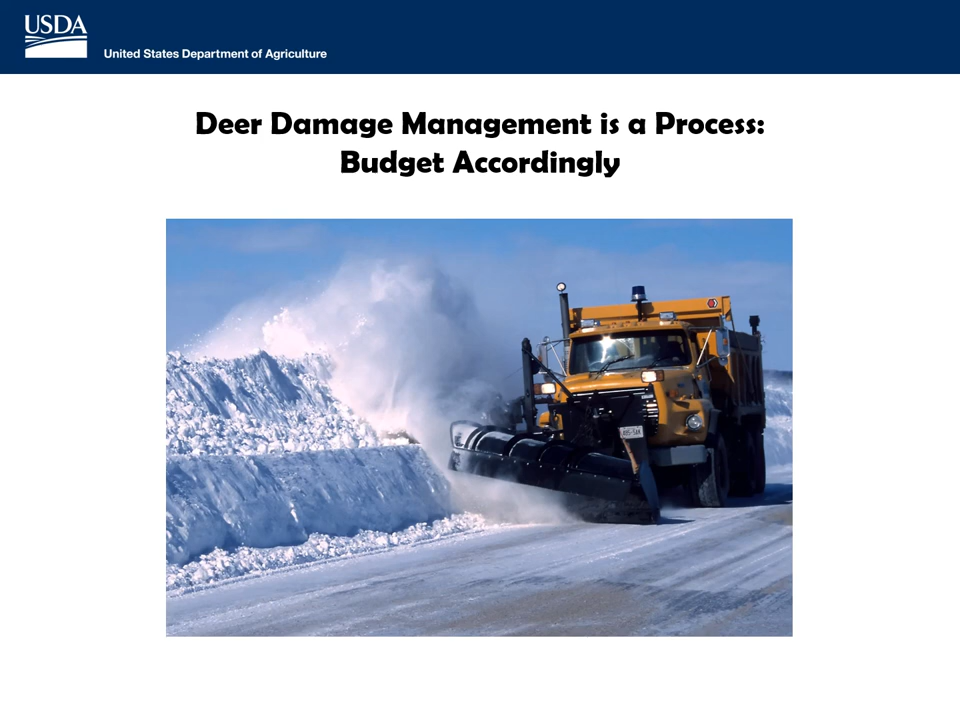 USDA
United States Department of Agriculture
Deer Damage Management is a Process:
Budget Accordingly